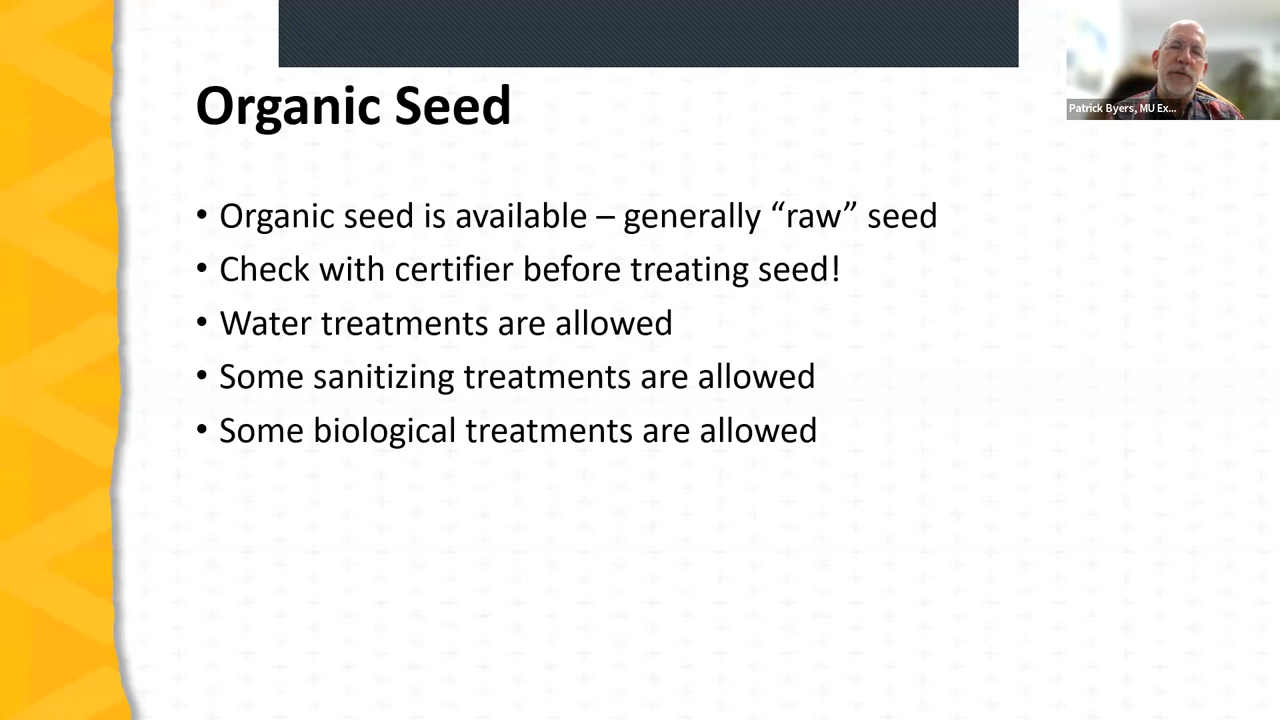 Organic Seed
• Organic seed is available – generally “raw” seed
• Check with certifier before treating seed!
• Water treatments are allowed
• Some sanitizing treatments are allowed
• Some biological treatments are allowed
Patrick Byers, MU Ex...